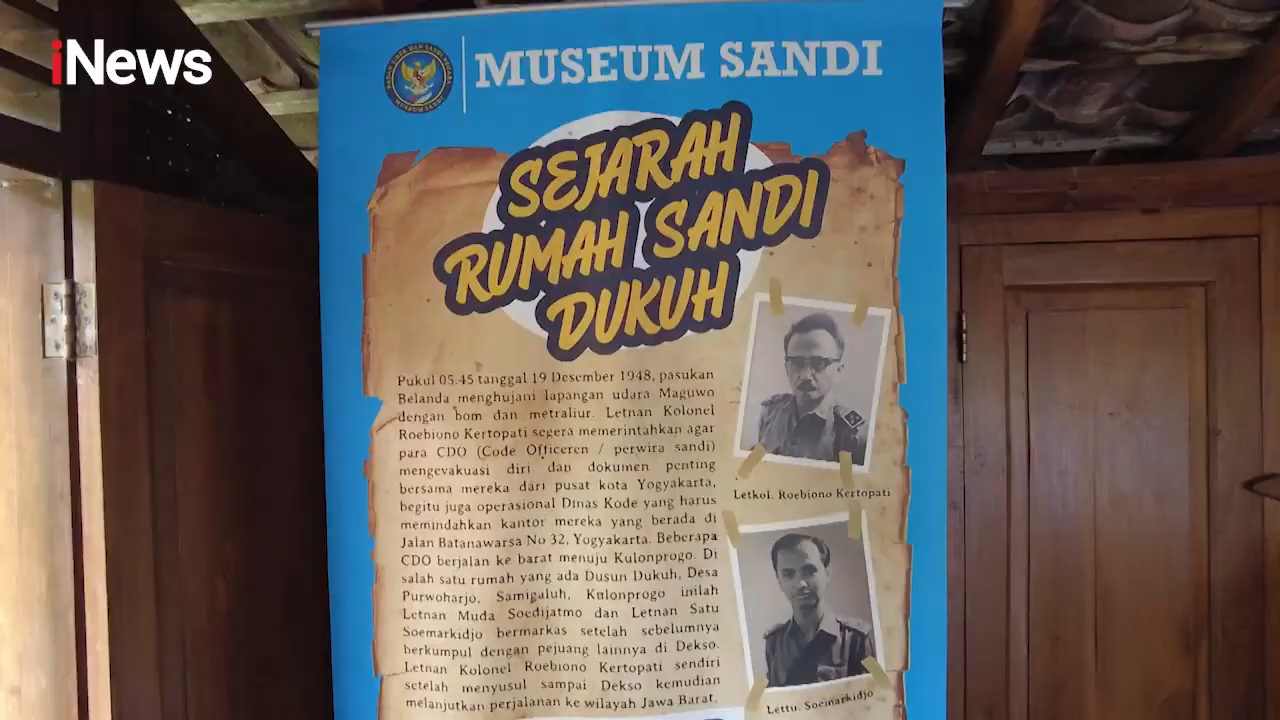 iNews
MUSEUM SANDI
SEJARAH
RUMAH SANDI
DUKUH
Pukul 05.45 tanggal 19 Desember 1948, pasukan
Belanda menghujani lapangan udara Maguwo
dengan bom dan metraliur. Letnan Kolonel
Roebiono Kertopati segera memerintahkan agar
para CDO (Code Officeren / perwira sandi)
mengevakuasi diri dan dokumen penting
bersama mereka dari pusat kota Yogyakarta,
begitu juga operasional Dinas Kode yang harus
memindahkan kantor mereka yang berada di
Jalan Batanawarsa No 32, Yogyakarta. Beberapa
CDO berjalan ke barat menuju Kulonprogo. Di
salah satu rumah yang ada Dusun Dukuh, Desa
Purwoharjo, Samigaluh, Kulonprogo inilah
Letnan Muda Soedijatmo dan Letnan Satu
Soemarkidjo bermarkas setelah sebelumnya
berkumpul dengan pejuang lainnya di Dekso.
Letnan Kolonel Roebiono Kertopati sendiri
setelah menyusul sampai Dekso kemudian
melanjutkan perjalanan ke wilayah Jawa Barat,
Letkol. Roebiono Kertopati
Lettu. Soemarkidjo